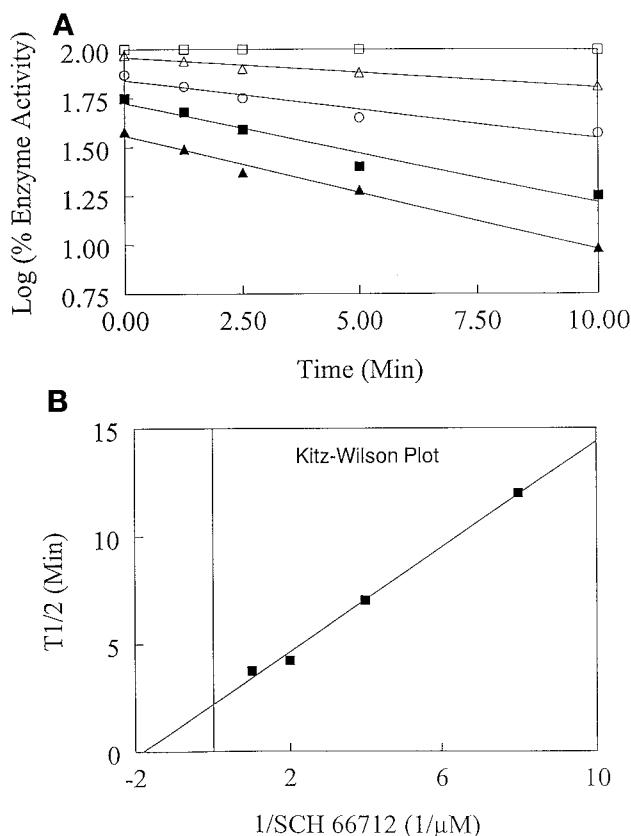 A
Log (% Enzyme Activity)
2.00
1.75
1.50
1.25
1.00
0.75
0.00 2.50 5.00 7.50 10.00
Time (Min)
B
Kitz-Wilson Plot
T1/2 (Min)
15
10
5
0
-2 2 6 10
1/SCH 66712 (1/µM)